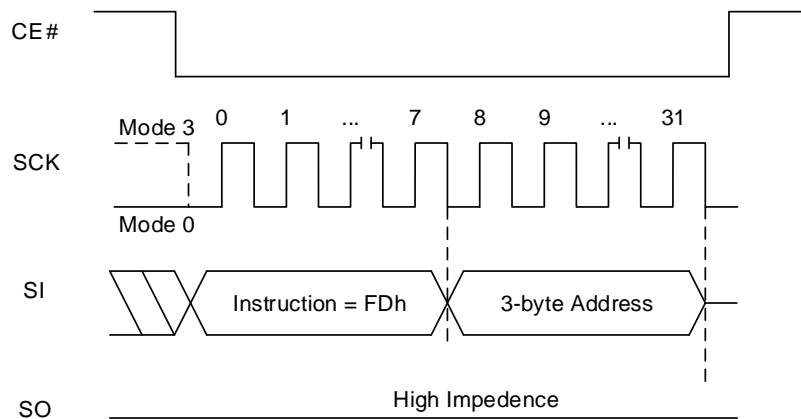 CE#
Mode 3
0 1 ... 7 8 9 ... 31
SCK
Mode 0
SI
Instruction = FDh
3-byte Address
High Impedence
SO